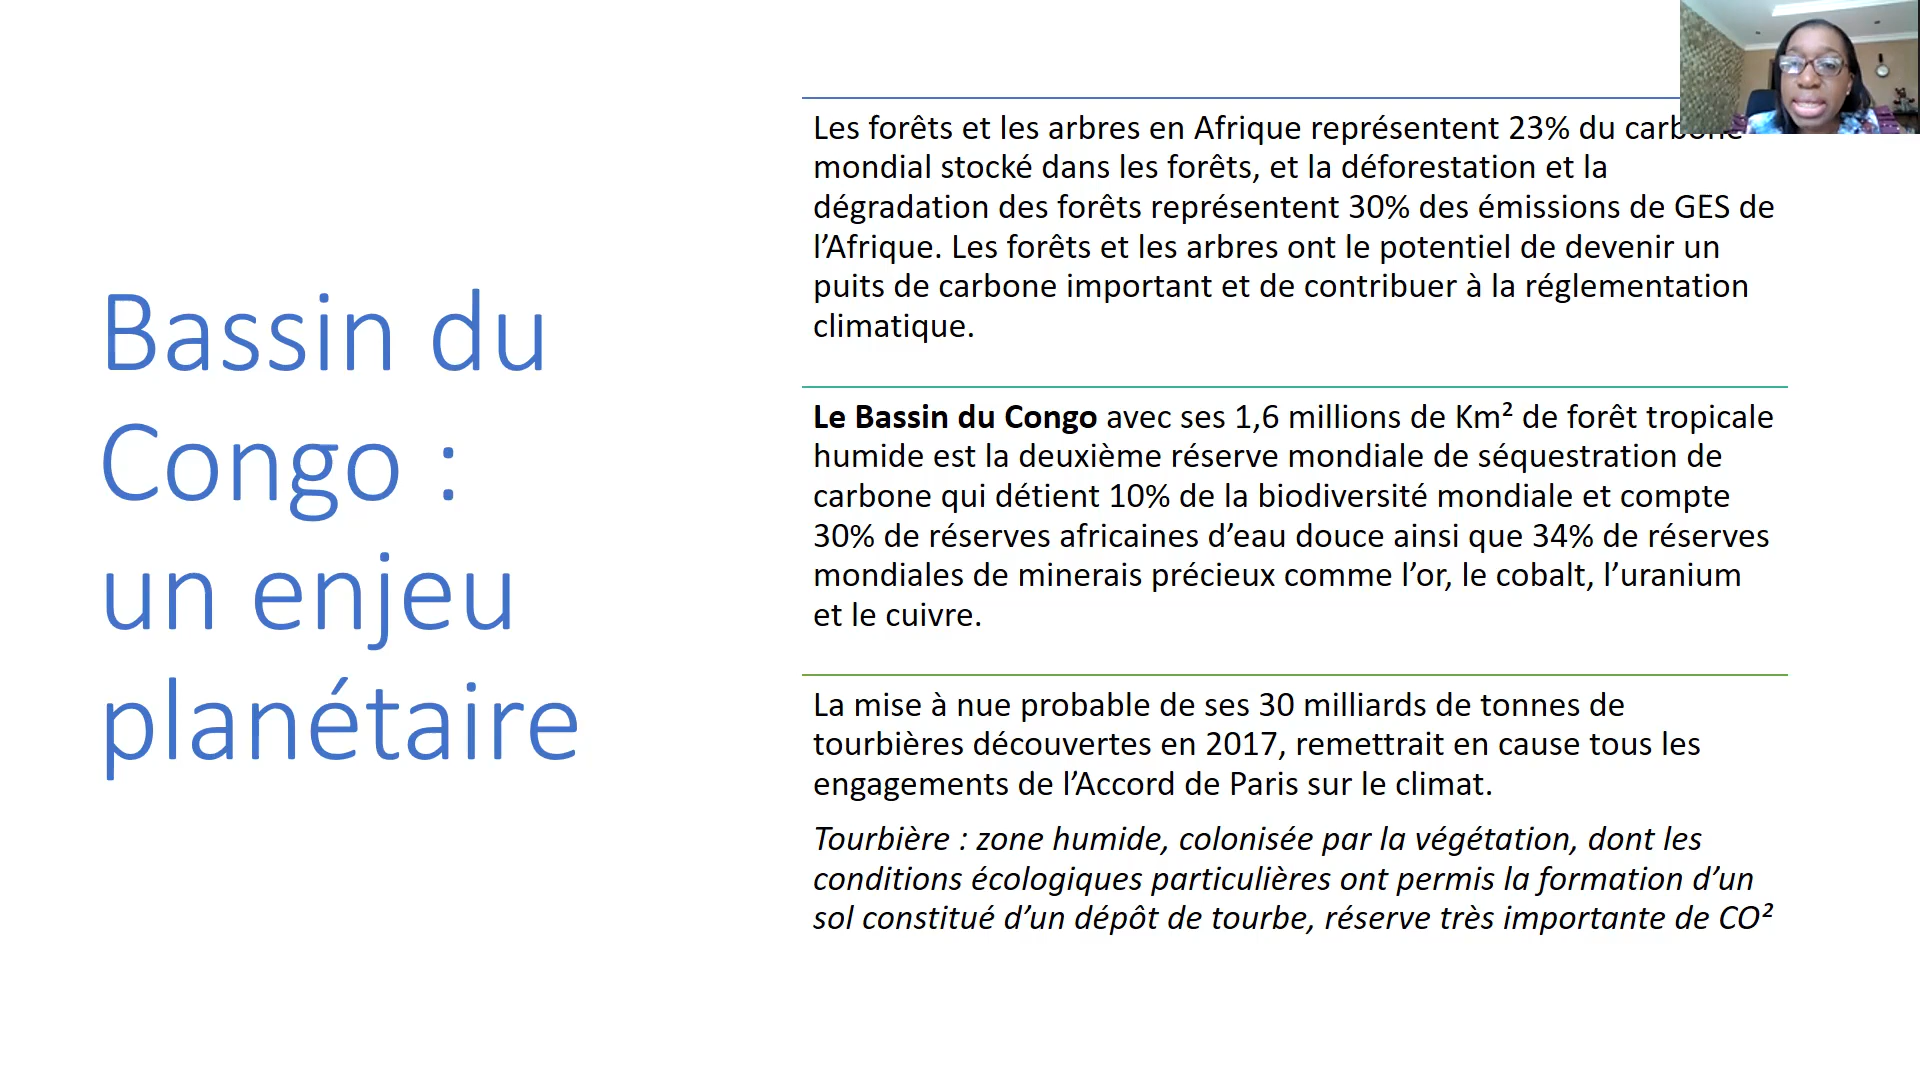 Bassin du
Congo :
un enjeu
planétaire
Les forêts et les arbres en Afrique représentent 23% du carbone
mondial stocké dans les forêts, et la déforestation et la
dégradation des forêts représentent 30% des émissions de GES de
l’Afrique. Les forêts et les arbres ont le potentiel de devenir un
puits de carbone important et de contribuer à la réglementation
climatique.
Le Bassin du Congo avec ses 1,6 millions de Km² de forêt tropicale
humide est la deuxième réserve mondiale de séquestration de
carbone qui détient 10% de la biodiversité mondiale et compte
30% de réserves africaines d’eau douce ainsi que 34% de réserves
mondiales de minerais précieux comme l’or, le cobalt, l’uranium
et le cuivre.
La mise à nue probable de ses 30 milliards de tonnes de
tourbières découvertes en 2017, remettrait en cause tous les
engagements de l’Accord de Paris sur le climat.
Tourbière : zone humide, colonisée par la végétation, dont les
conditions écologiques particulières ont permis la formation d’un
sol constitué d’un dépôt de tourbe, réserve très importante de CO²